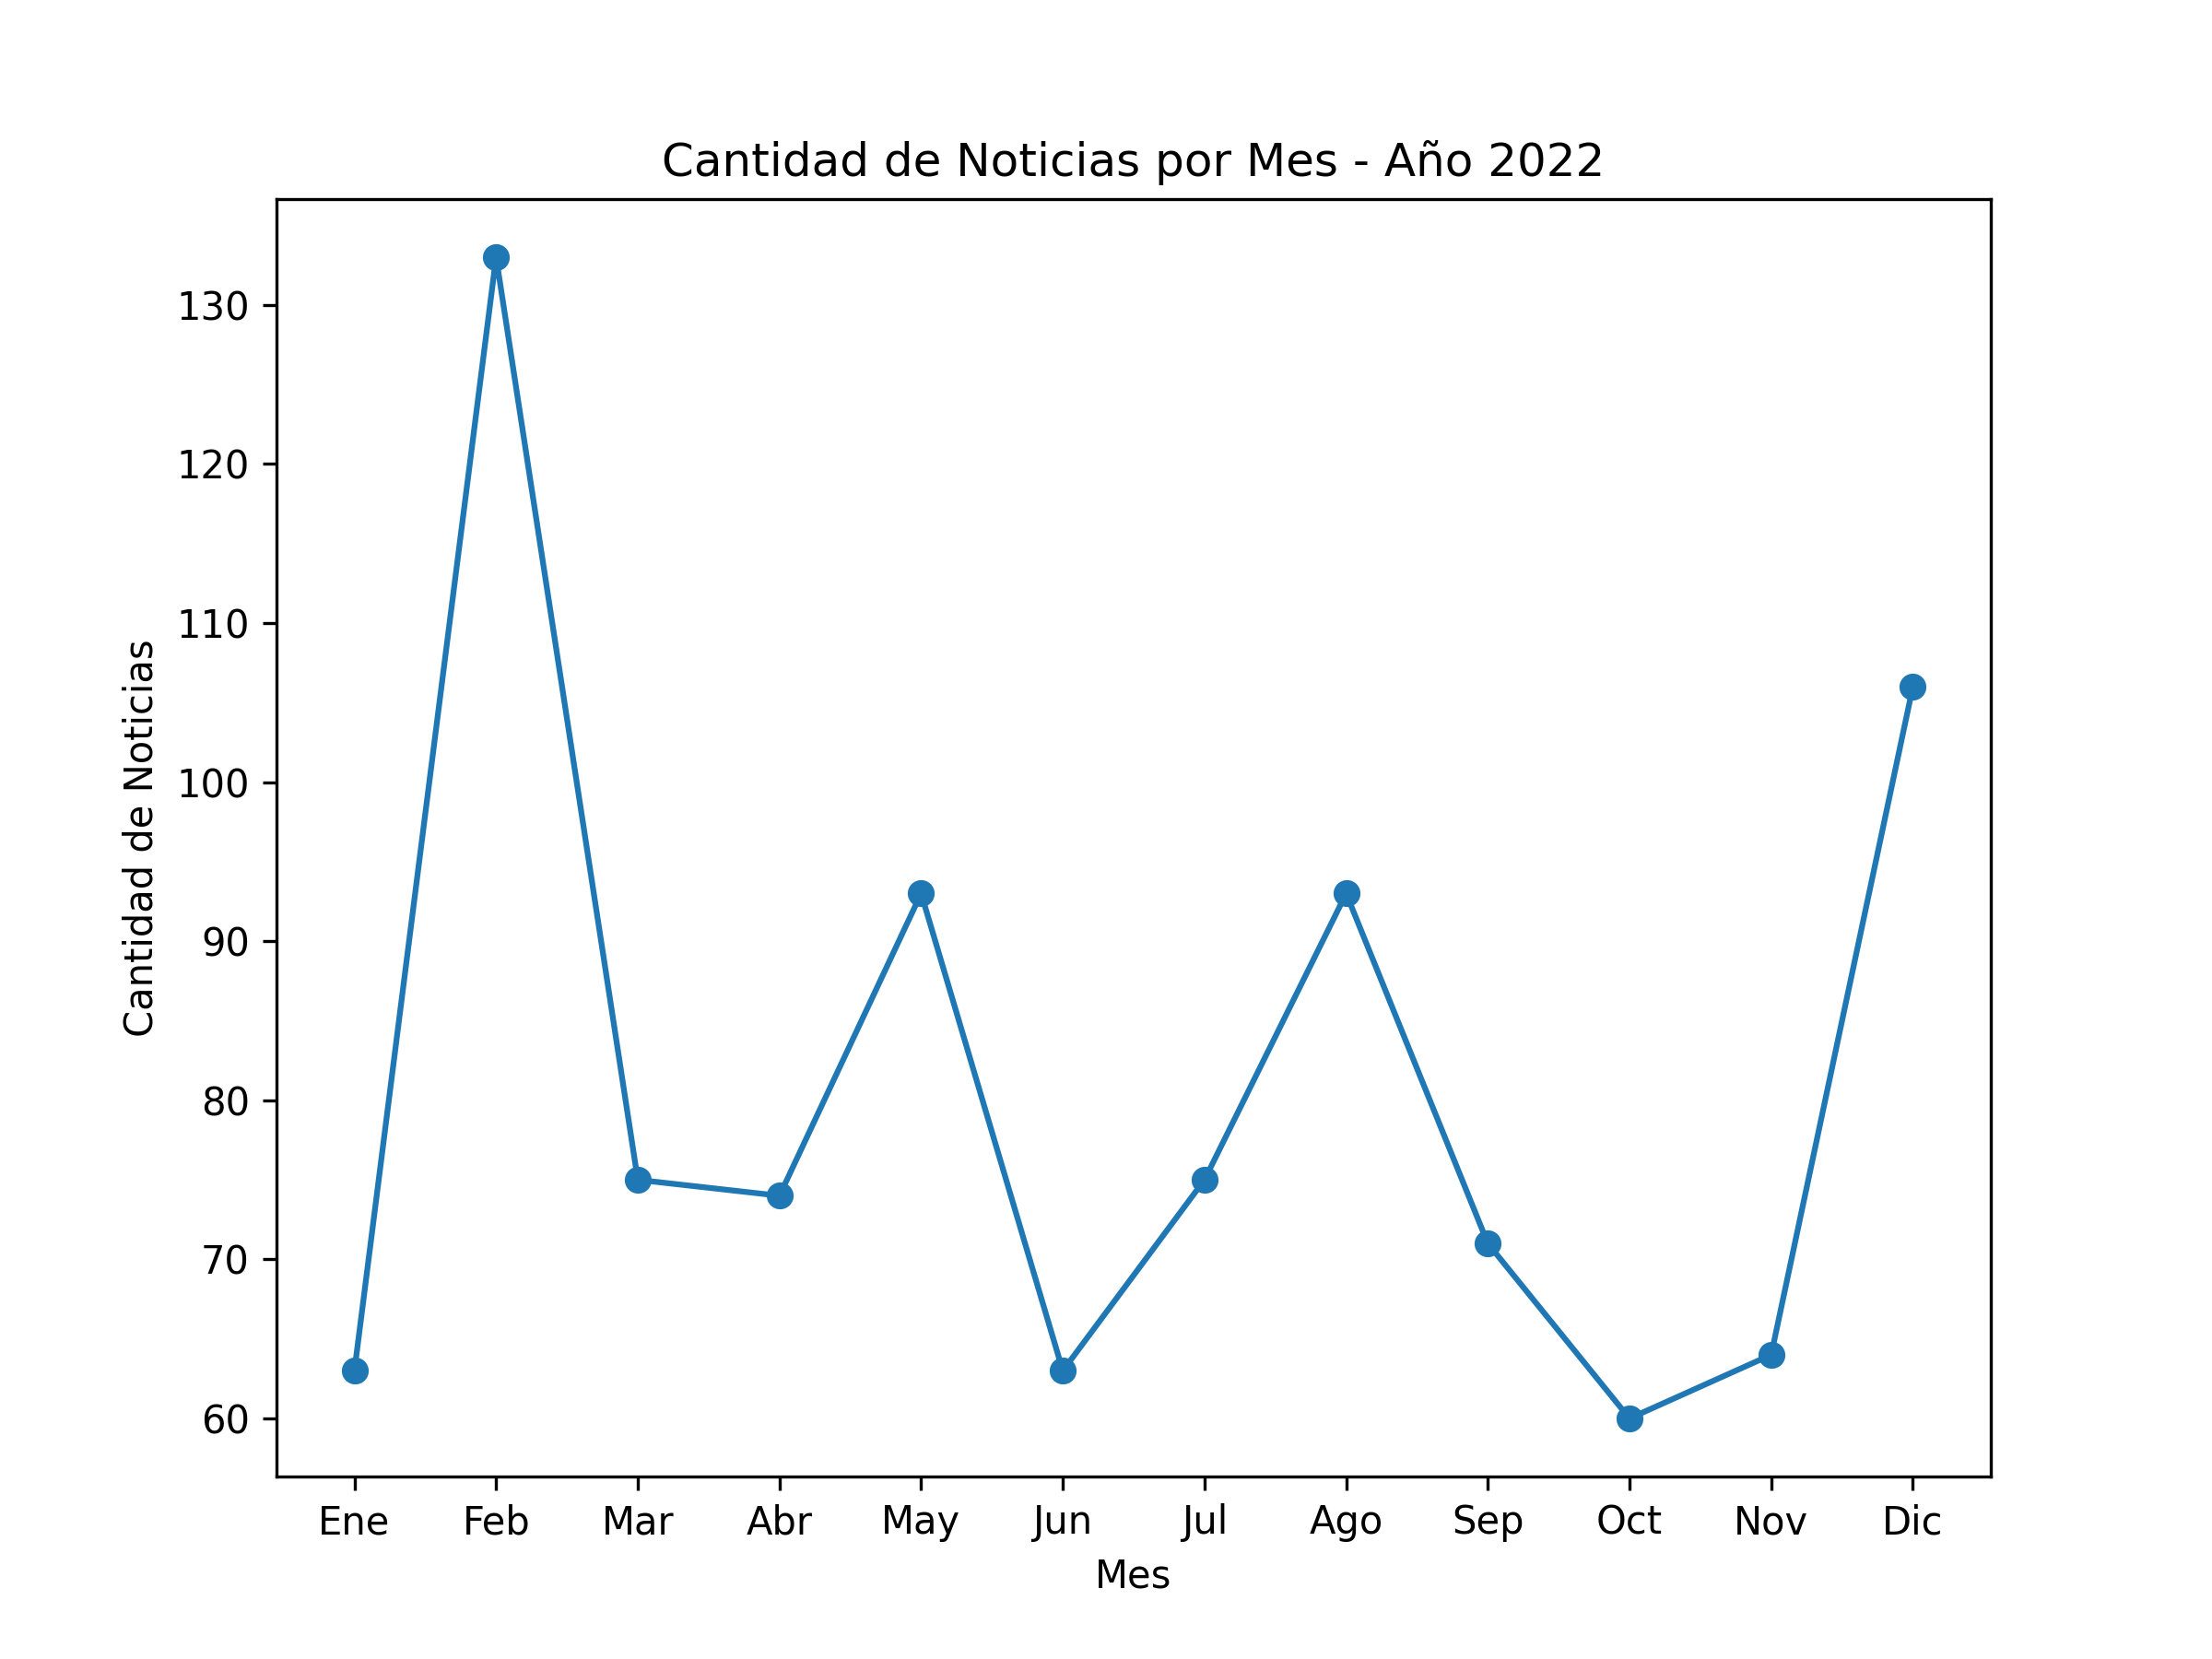 Cantidad de Noticias por Mes - Año 2022
Cantidad de Noticias
130
120
110
100
90
80
70
60
Ene Feb Mar Abr May Jun Jul Ago Sep Oct Nov Dic
Mes